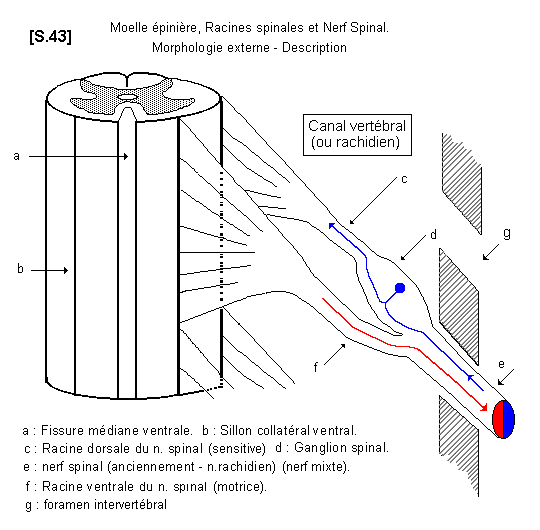 Moelle épinière, Racines spinales et Nerf Spinal.
[S.43]
Morphologie externe - Description
Canal vertébral
(ou rachidien)
a
c
d
g
b
f
e
a : Fissure médiane ventrale. b : Sillon collatéral ventral.
c : Racine dorsale du n. spinal (sensitive) d : Ganglion spinal.
e : nerf spinal (anciennement - n.rachidien) (nerf mixte).
f : Racine ventrale du n. spinal (motrice).
g : foramen intervertébral